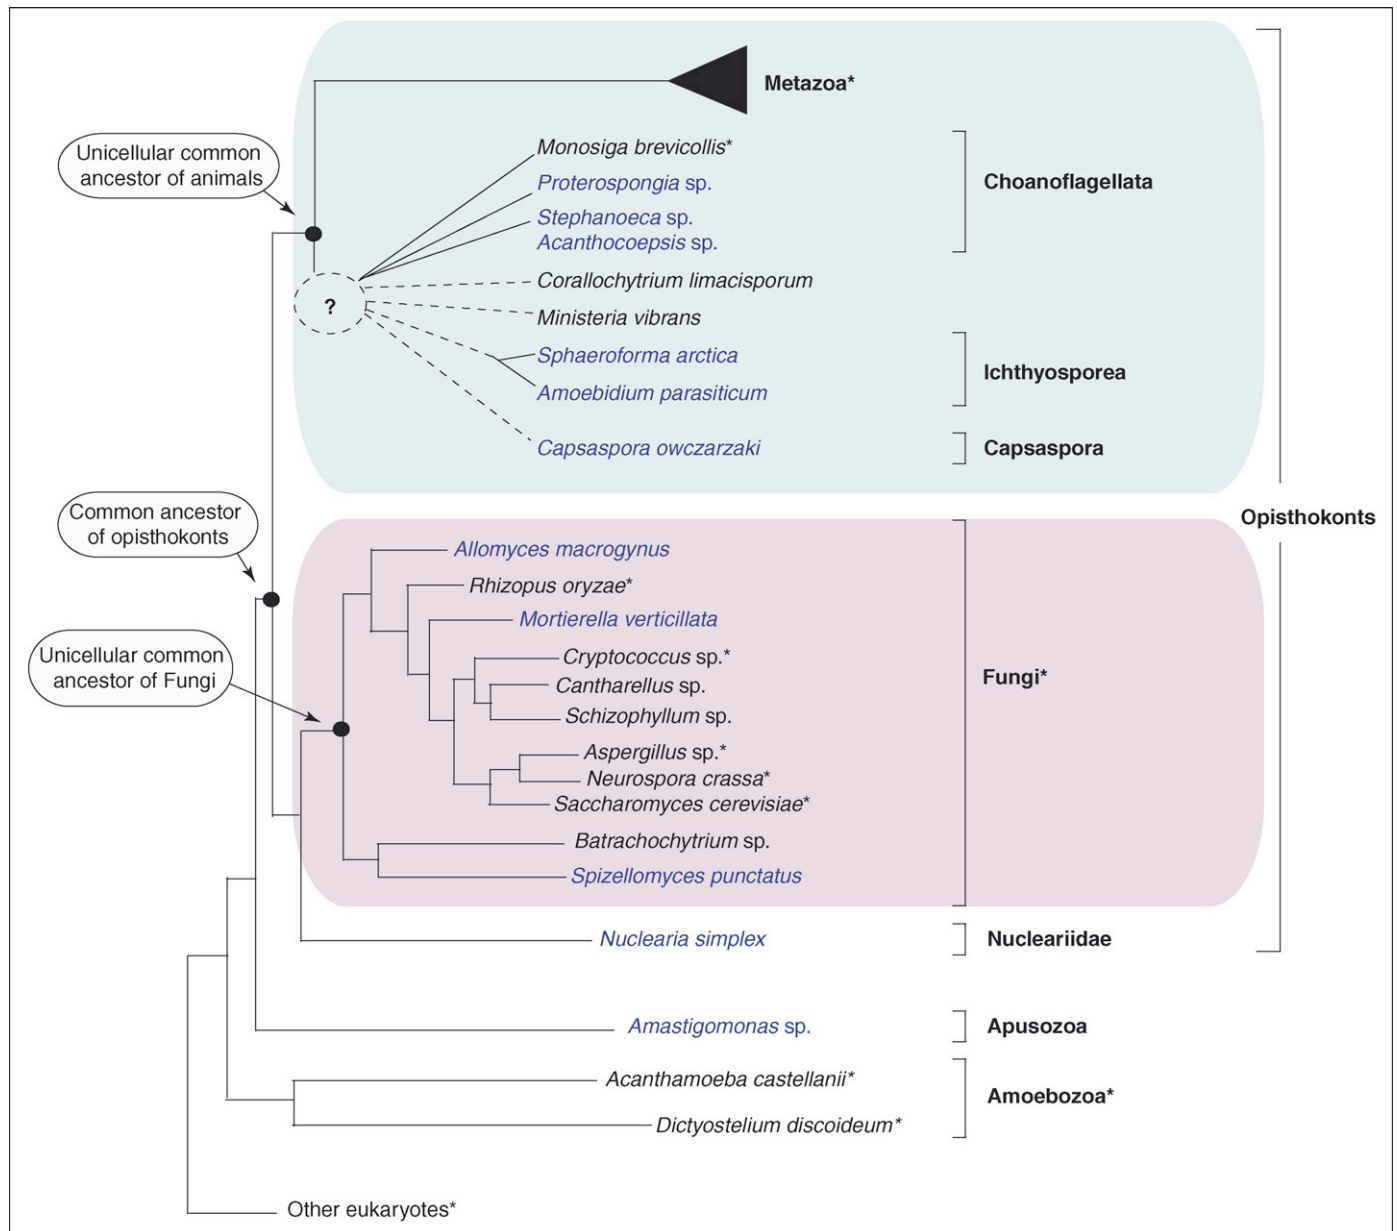 Metazoa*
Unicellular common
ancestor of animals
Monosiga brevicollis*
Proterospongia sp.
Stephanoeca sp.
Acanthocoepsis sp.
Choanoflagellata
Corallochytrium limacisporum
?
Ministeria vibrans
Sphaeroforma arctica
Amoebidium parasiticum
Ichthyosporea
Capsaspora owczarzaki
Capsaspora
Opisthokonts
Common ancestor
of opisthokonts
Allomyces macrogynus
Rhizopus oryzae*
Mortierella verticillata
Unicellular common
ancestor of Fungi
Cryptococcus sp.*
Cantharellus sp.
Schizophyllum sp.
Fungi*
Aspergillus sp.*
Neurospora crassa*
Saccharomyces cerevisiae*
Batrachochytrium sp.
Spizellomyces punctatus
Nuclearia simplex
Nucleariidae
Amastigomonas sp.
Apusozoa
Acanthamoeba castellanii*
Dictyostelium discoideum*
Amoebozoa*
Other eukaryotes*